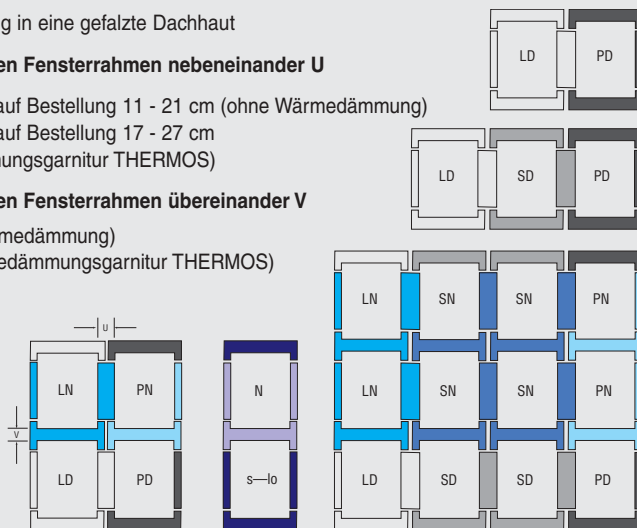 g in eine gefalzte Dachhaut
en Fensterrahmen nebeneinander U
auf Bestellung 11 - 21 cm (ohne Wärmedämmung)
auf Bestellung 17 - 27 cm
nungsgarnitur THERMOS)
en Fensterrahmen übereinander V
medämmung)
edämmungsgarnitur THERMOS)
LD PD
LD SD PD
LN SN SN PN
LN SN SN PN
LD SD SD PD
U
LN PN
V
LD PD
N
s—lo